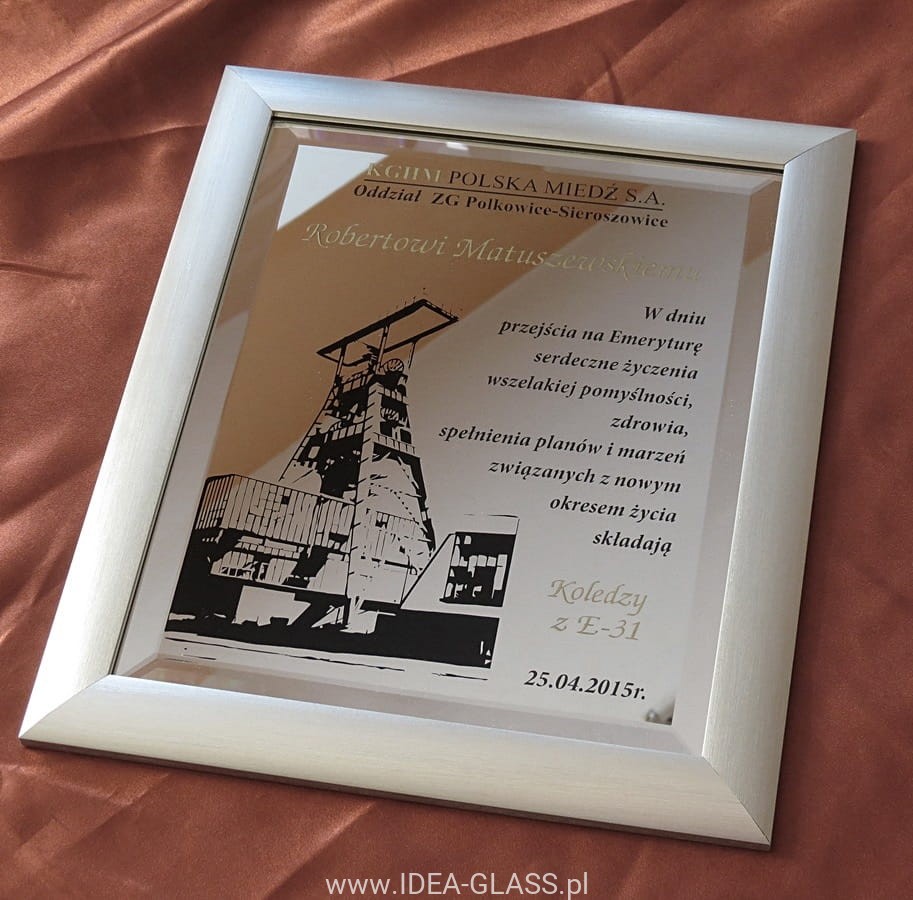 KGHM POLSKA MIEDŹ S.A.
Oddział ZG Polkowice-Sieroszowice
Robertowi Matuszewskiemu
W dniu
przejścia na Emeryturę
serdeczne życzenia
wszelakiej pomyślności,
zdrowia,
spełnienia planów i marzeń
związanych z nowym
okresem życia
składają
Koledzy
z E-31
25.04.2015r.
www.IDEA-GLASS.pl